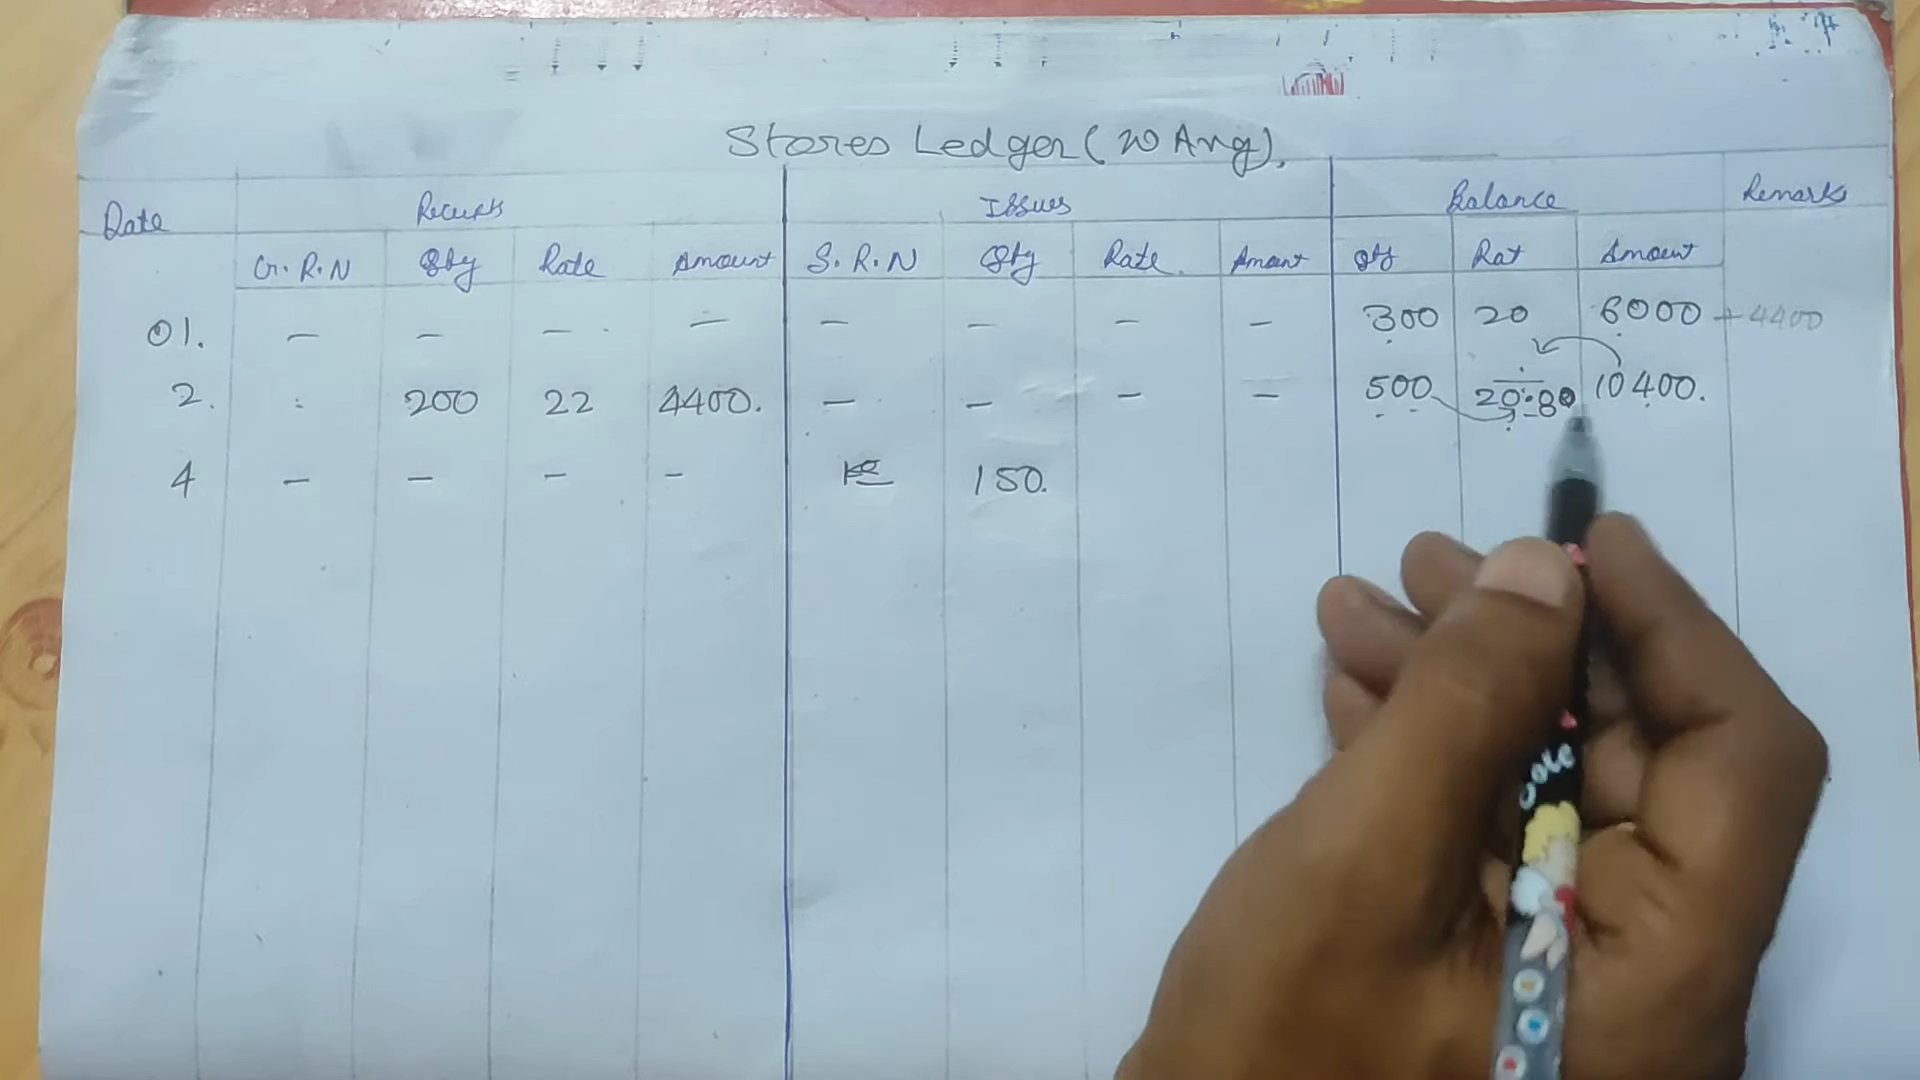 Stores Ledger (W Avg).
Date Receipts Issues Balance Remarks
G.R.N Qty Rate Amount S.R.N Qty Rate Amount Qty Rat Amount
01. — — — — — — — — 300 20 6000 + 4400
2. 200 22 4400. — — — — 500 20.80 10400.
4 — — — — 150.
Cole